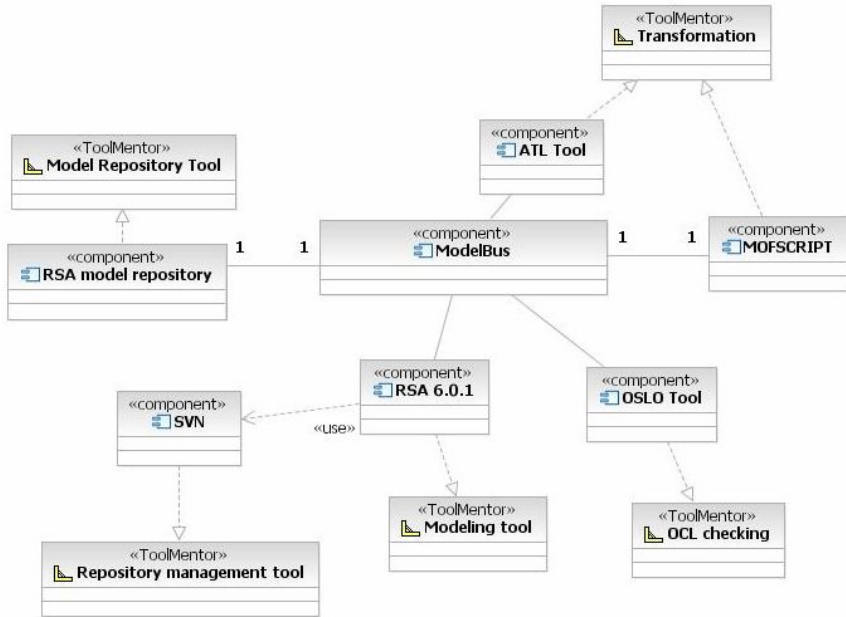 «ToolMentor»
Transformation
«component»
ATL Tool
«ToolMentor»
Model Repository Tool
«component»
RSA model repository
1
1
«component»
ModelBus
1
1
«component»
MOFSCRIPT
«component»
RSA 6.0.1
«component»
OSLO Tool
«component»
SVN
«use»
«ToolMentor»
Modeling tool
«ToolMentor»
OCL checking
«ToolMentor»
Repository management tool